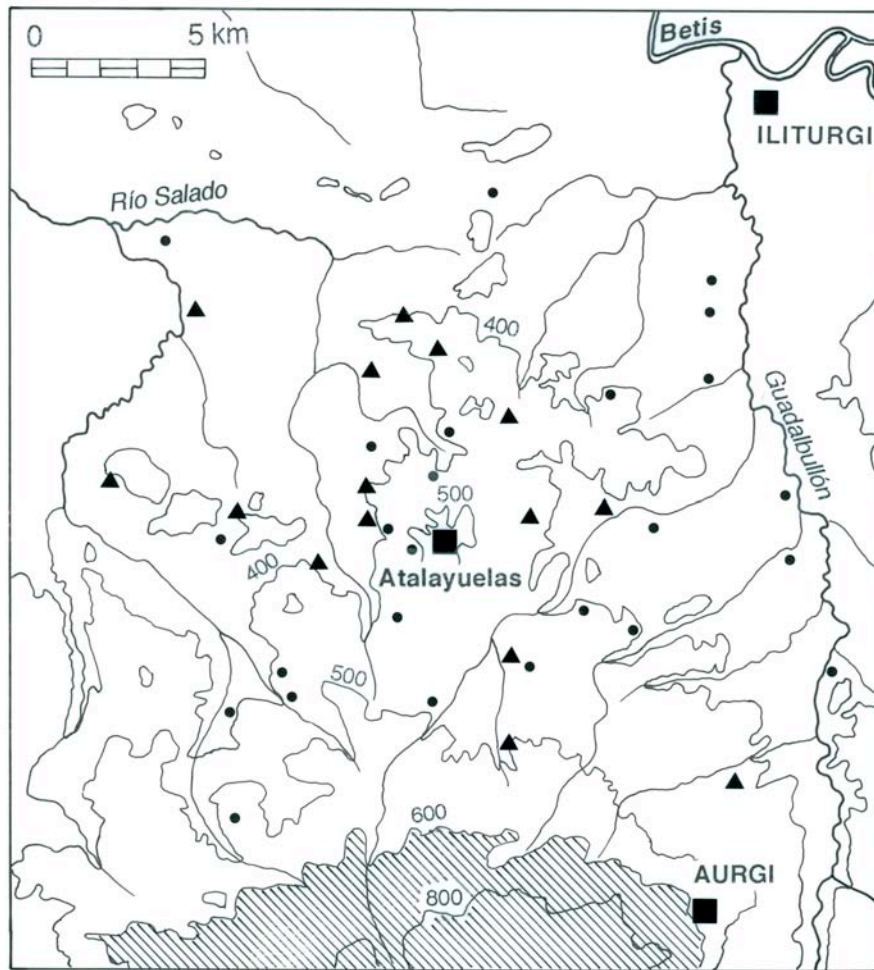 0 5 km
Betis
ILITURGI
Río Salado
400
Guadalbullón
500
Atalayuelas
400
500
600
AURGI
800